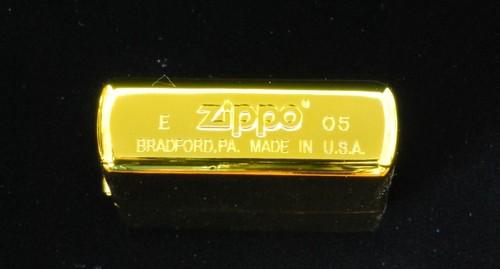 E zippo® 05
BRADFORD,PA. MADE IN U.S.A.